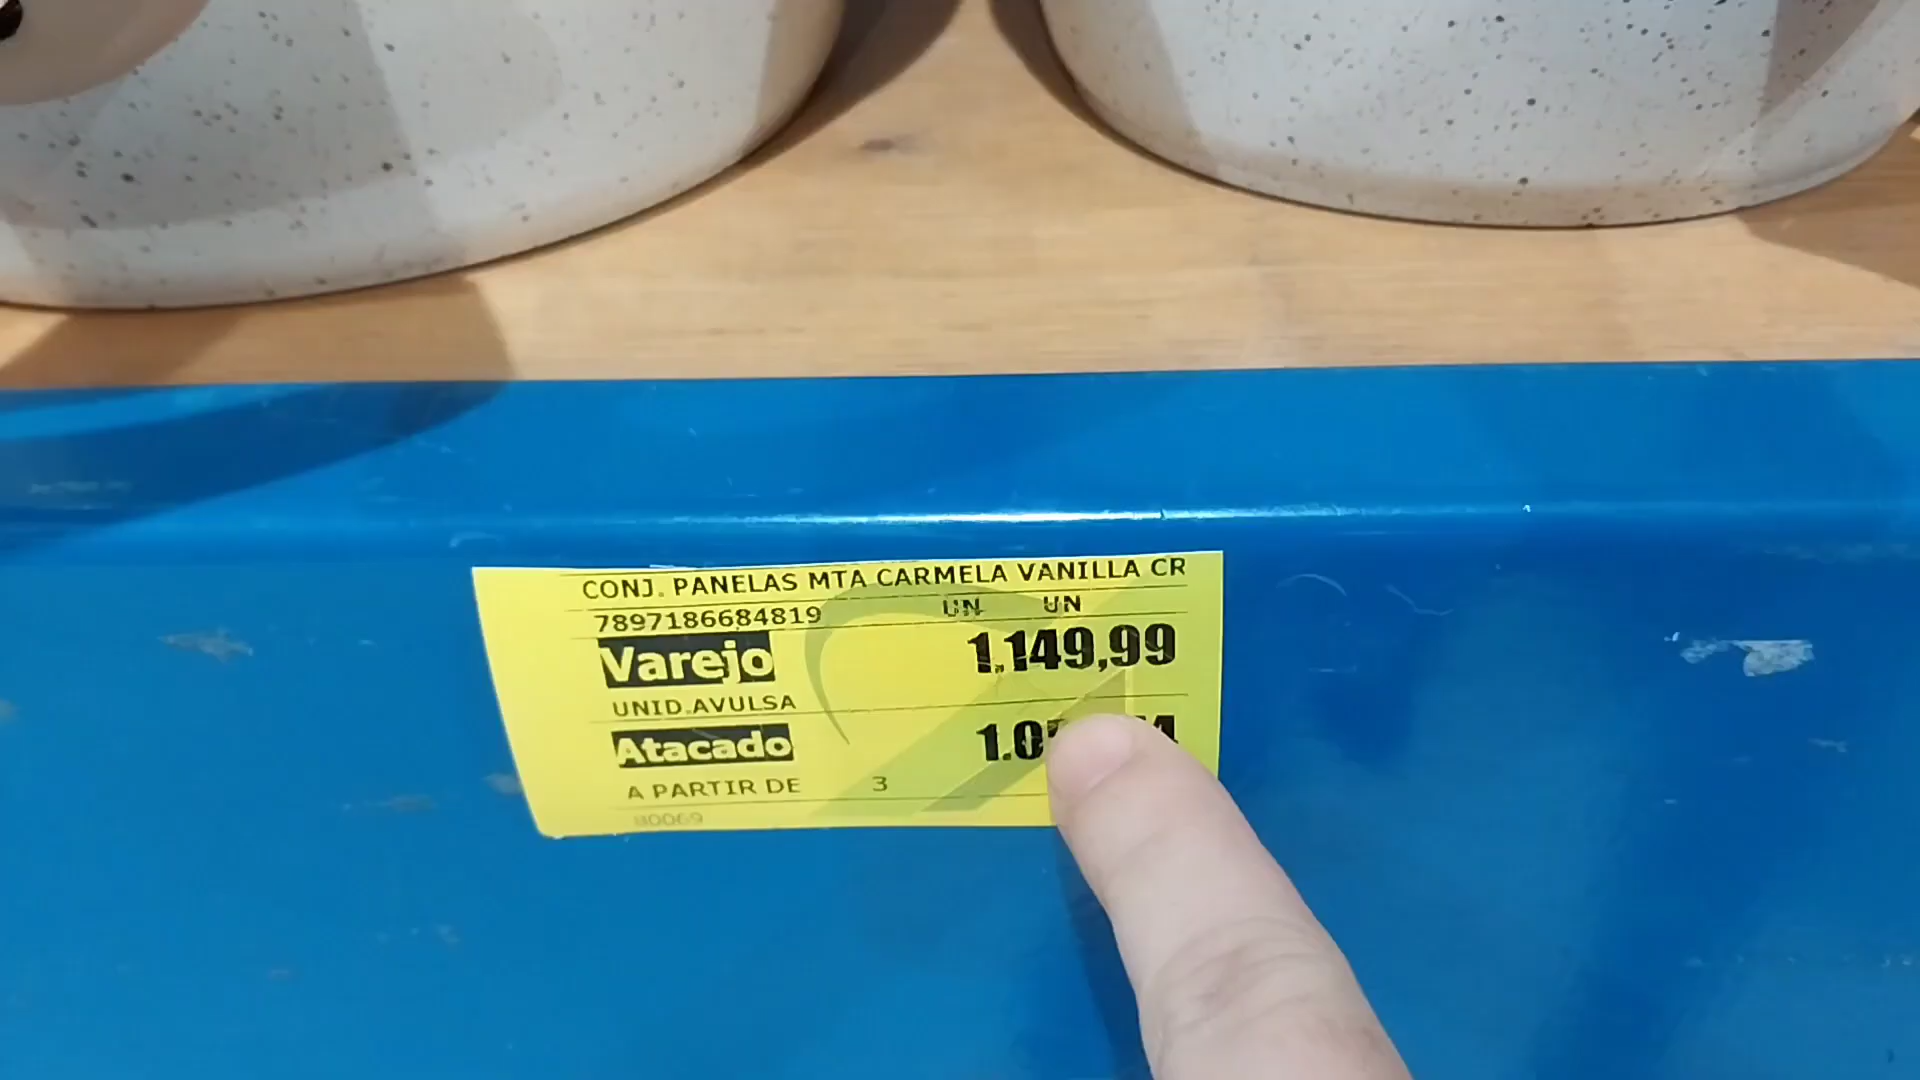 CONJ. PANELAS MTA CARMELA VANILLA CR
7897186684819 UN UN
Varejo 1.149,99
UNID.AVULSA
Atacado
A PARTIR DE 3
80069